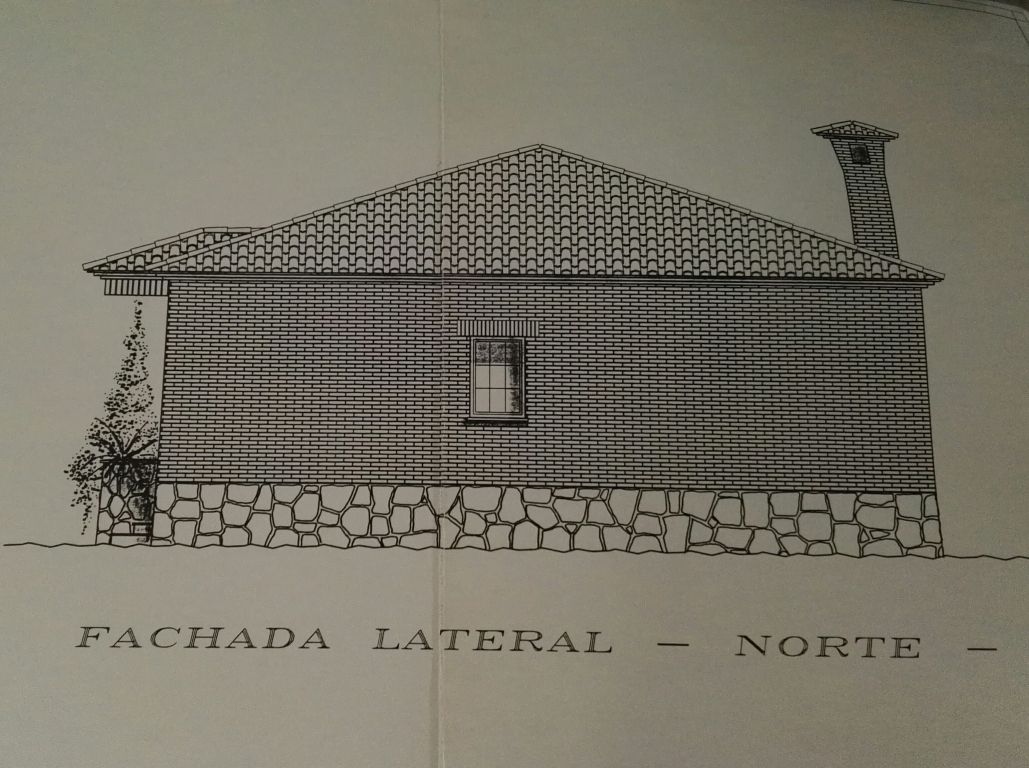 FACHADA LATERAL — NORTE —